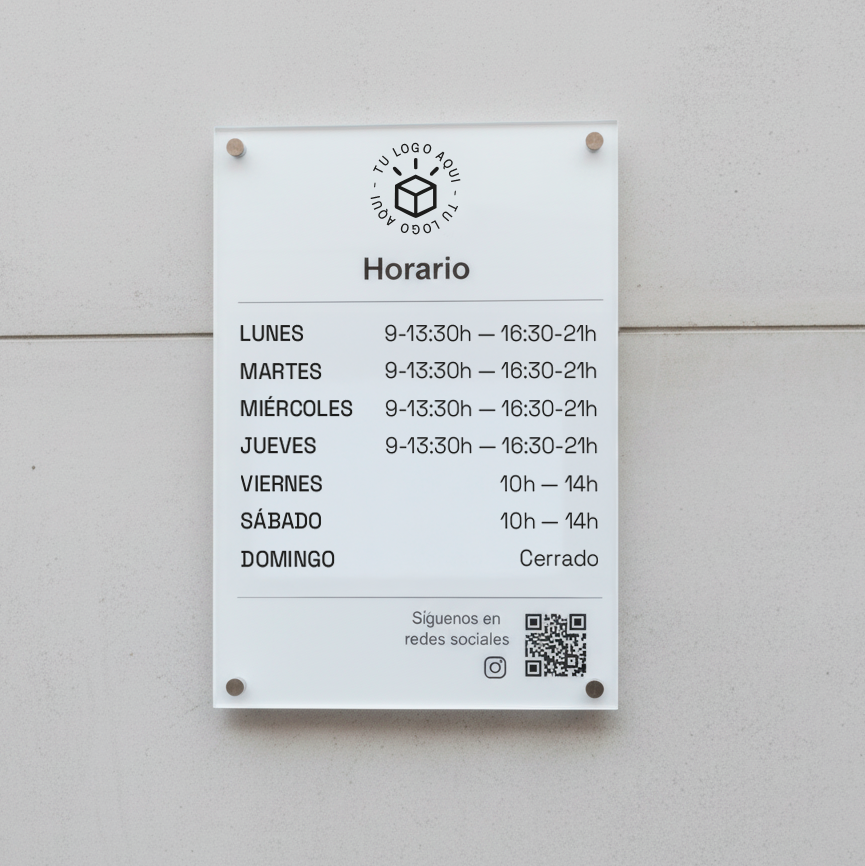 TU LOGO AQUI - TU LOGO AQUI -
Horario
LUNES 9-13:30h — 16:30-21h
MARTES 9-13:30h — 16:30-21h
MIÉRCOLES 9-13:30h — 16:30-21h
JUEVES 9-13:30h — 16:30-21h
VIERNES 10h — 14h
SÁBADO 10h — 14h
DOMINGO Cerrado
Síguenos en
redes sociales